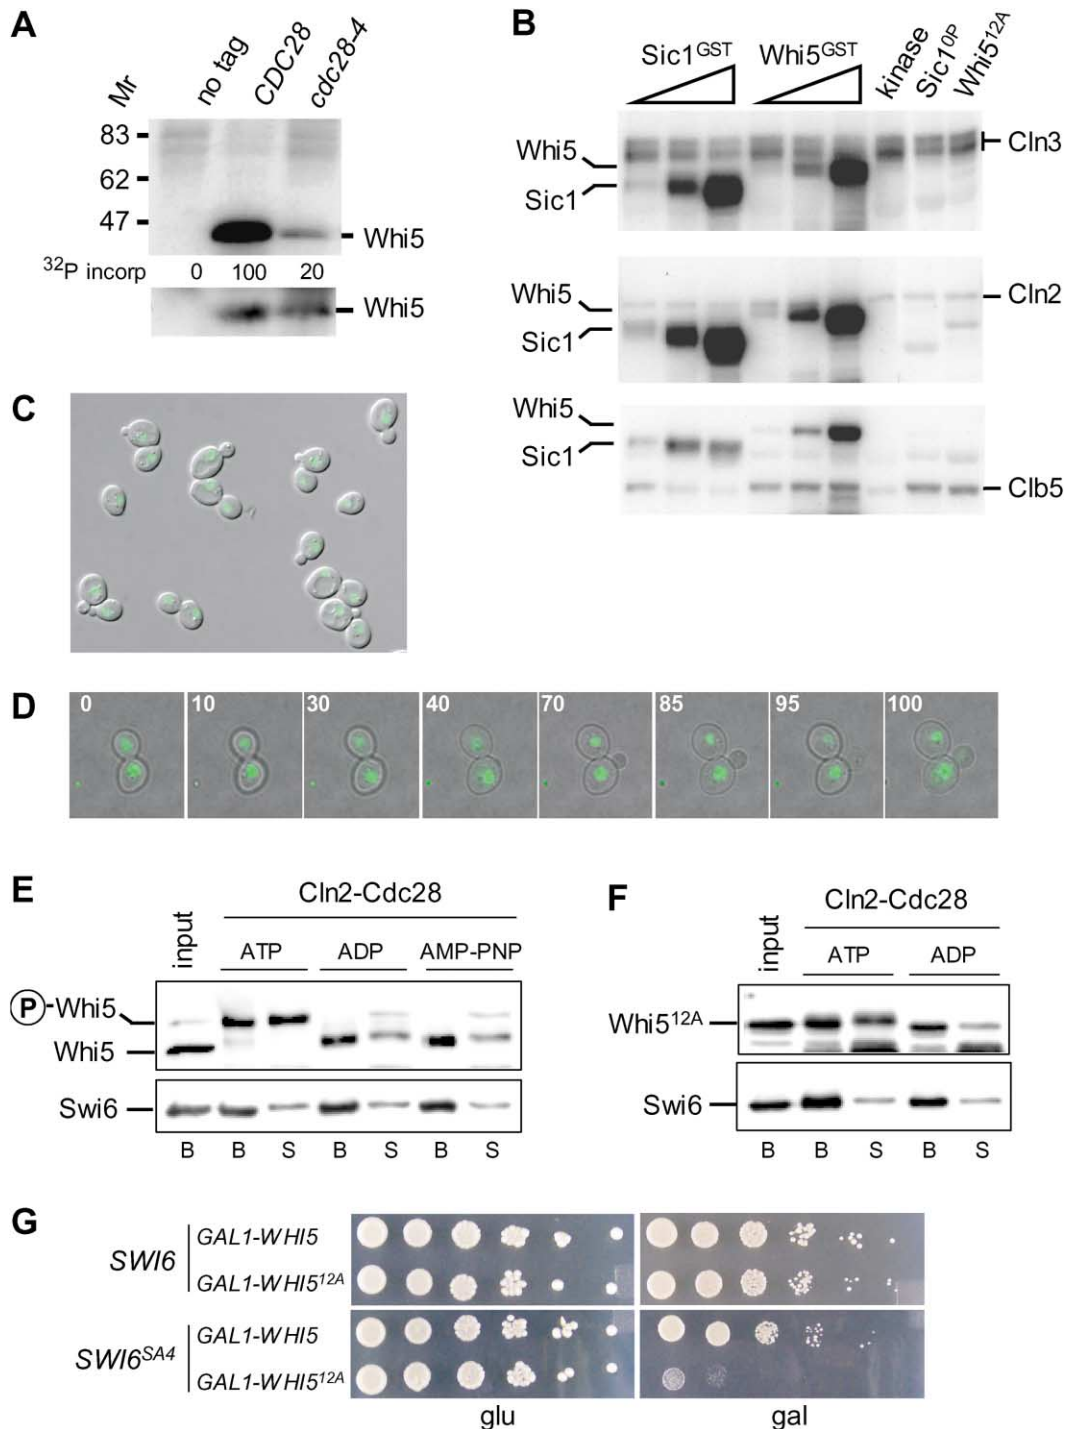 A
Mr
no tag
CDC28
cdc28-4
83
62
47
Whi5
32P incorp 0 100 20
Whi5
B
Sic1GST Whi5GST kinase Sic10P Whi512A
Whi5
Sic1
Cln3
Whi5
Sic1
Cln2
Whi5
Sic1
Clb5
C
D
0 10 30 40 70 85 95 100
E
Cln2-Cdc28
input
ATP ADP AMP-PNP
P-Whi5
Whi5
Swi6
B B S B S B S
F
Cln2-Cdc28
input
ATP ADP
Whi512A
Swi6
B B S B S
G
SWI6
GAL1-WHI5
GAL1-WHI512A
SWI6SA4
GAL1-WHI5
GAL1-WHI512A
glu gal